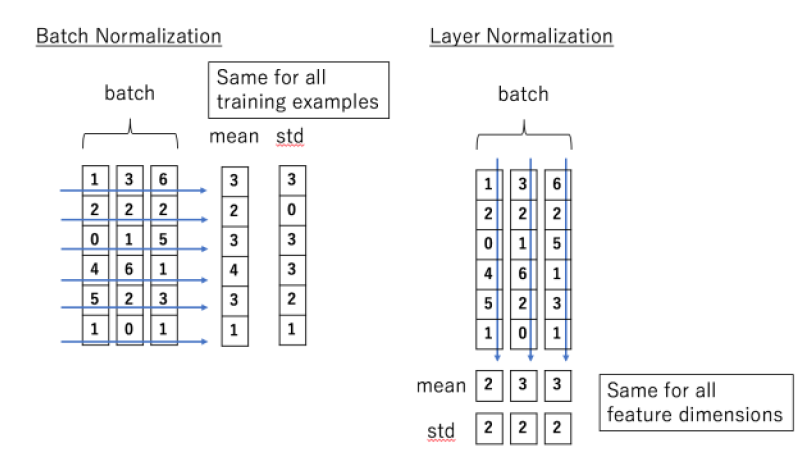 Batch Normalization
Same for all
training examples
batch
mean std
1 3 6 3 3
2 2 2 2 0
0 1 5 3 3
4 6 1 4 3
5 2 3 3 2
1 0 1 1 1
Layer Normalization
batch
1 3 6
2 2 2
0 1 5
4 6 1
5 2 3
1 0 1
mean 2 3 3
std 2 2 2
Same for all
feature dimensions